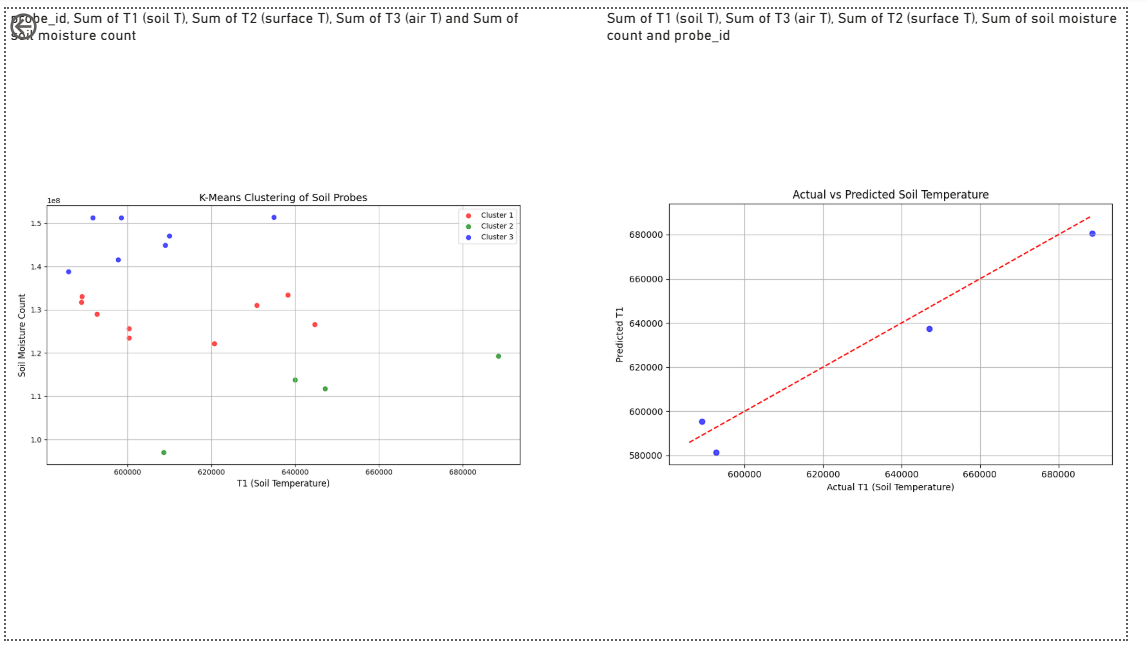 probe_id, Sum of T1 (soil T), Sum of T2 (surface T), Sum of T3 (air T) and Sum of
soil moisture count
K-Means Clustering of Soil Probes
1e8
Cluster 1
Cluster 2
Cluster 3
1.5
1.4
1.3
1.2
1.1
1.0
Soil Moisture Count
600000
620000
640000
660000
680000
T1 (Soil Temperature)
Sum of T1 (soil T), Sum of T3 (air T), Sum of T2 (surface T), Sum of soil moisture
count and probe_id
Actual vs Predicted Soil Temperature
680000
660000
640000
620000
600000
580000
Predicted T1
600000
620000
640000
660000
680000
Actual T1 (Soil Temperature)